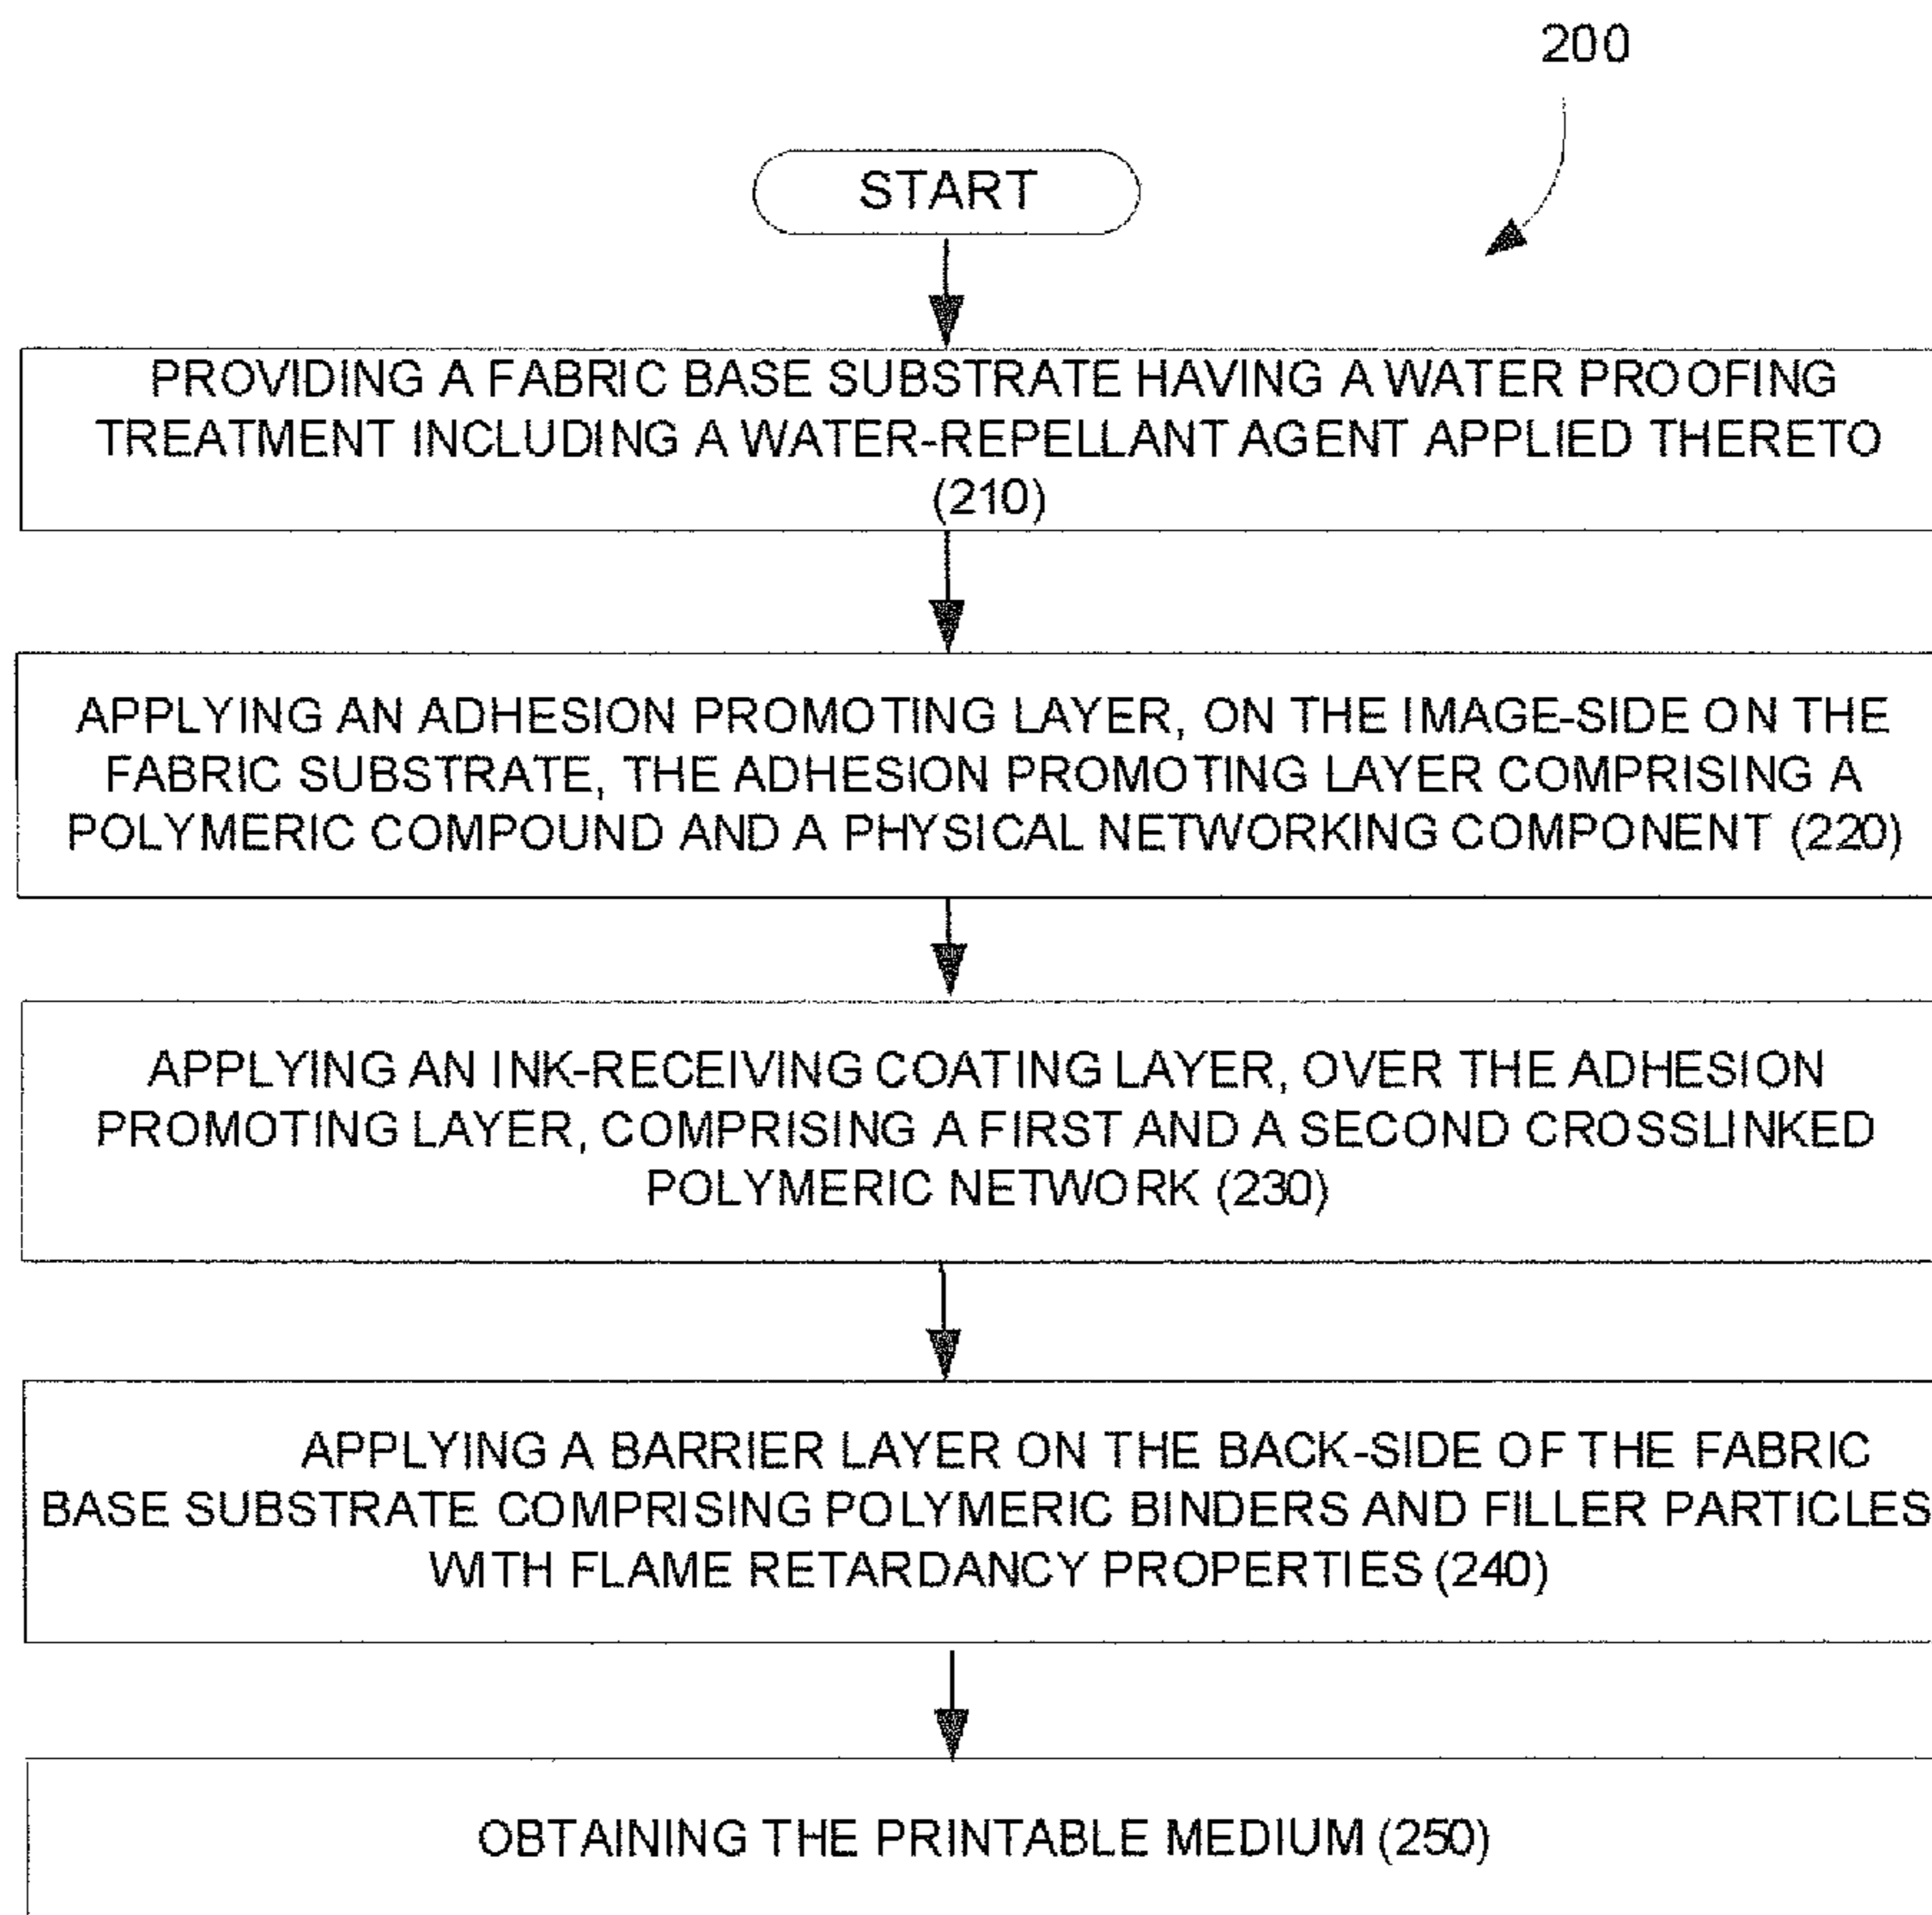 200
START
PROVIDING A FABRIC BASE SUBSTRATE HAVING A WATER PROOFING
TREATMENT INCLUDING A WATER-REPELLANT AGENT APPLIED THERETO
(210)
APPLYING AN ADHESION PROMOTING LAYER, ON THE IMAGE-SIDE ON THE
FABRIC SUBSTRATE, THE ADHESION PROMOTING LAYER COMPRISING A
POLYMERIC COMPOUND AND A PHYSICAL NETWORKING COMPONENT (220)
APPLYING AN INK-RECEIVING COATING LAYER, OVER THE ADHESION
PROMOTING LAYER, COMPRISING A FIRST AND A SECOND CROSSLINKED
POLYMERIC NETWORK (230)
APPLYING A BARRIER LAYER ON THE BACK-SIDE OF THE FABRIC
BASE SUBSTRATE COMPRISING POLYMERIC BINDERS AND FILLER PARTICLES
WITH FLAME RETARDANCY PROPERTIES (240)
OBTAINING THE PRINTABLE MEDIUM (250)